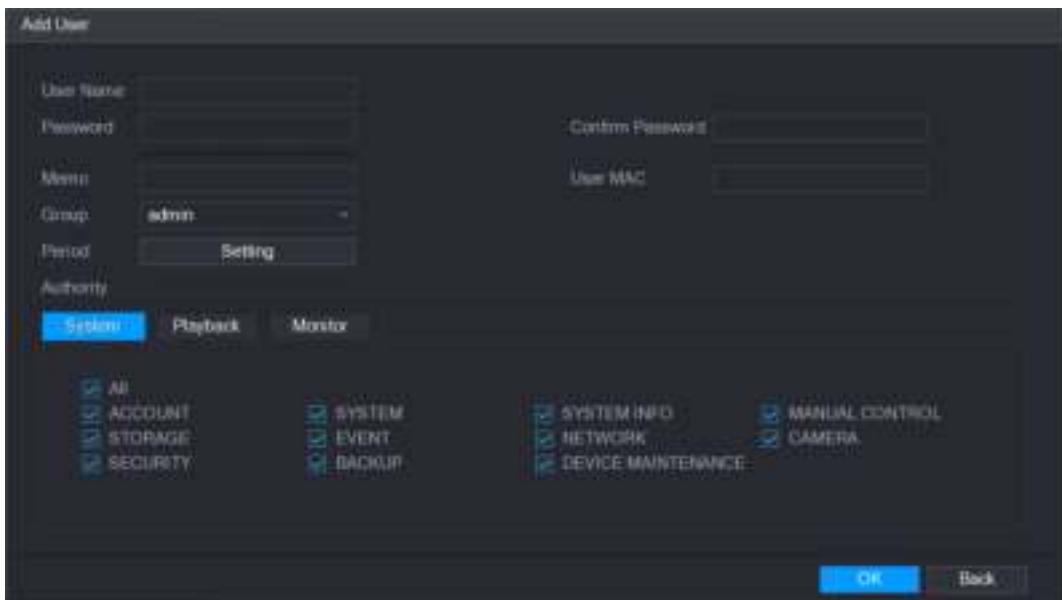 Add User
User Name
Password Confirm Password
Memo User MAC
Group admin
Period Setting
Authority
System Playback Monitor
All
ACCOUNT SYSTEM SYSTEM INFO MANUAL CONTROL
STORAGE EVENT NETWORK CAMERA
SECURITY BACKUP DEVICE MAINTENANCE
OK Back